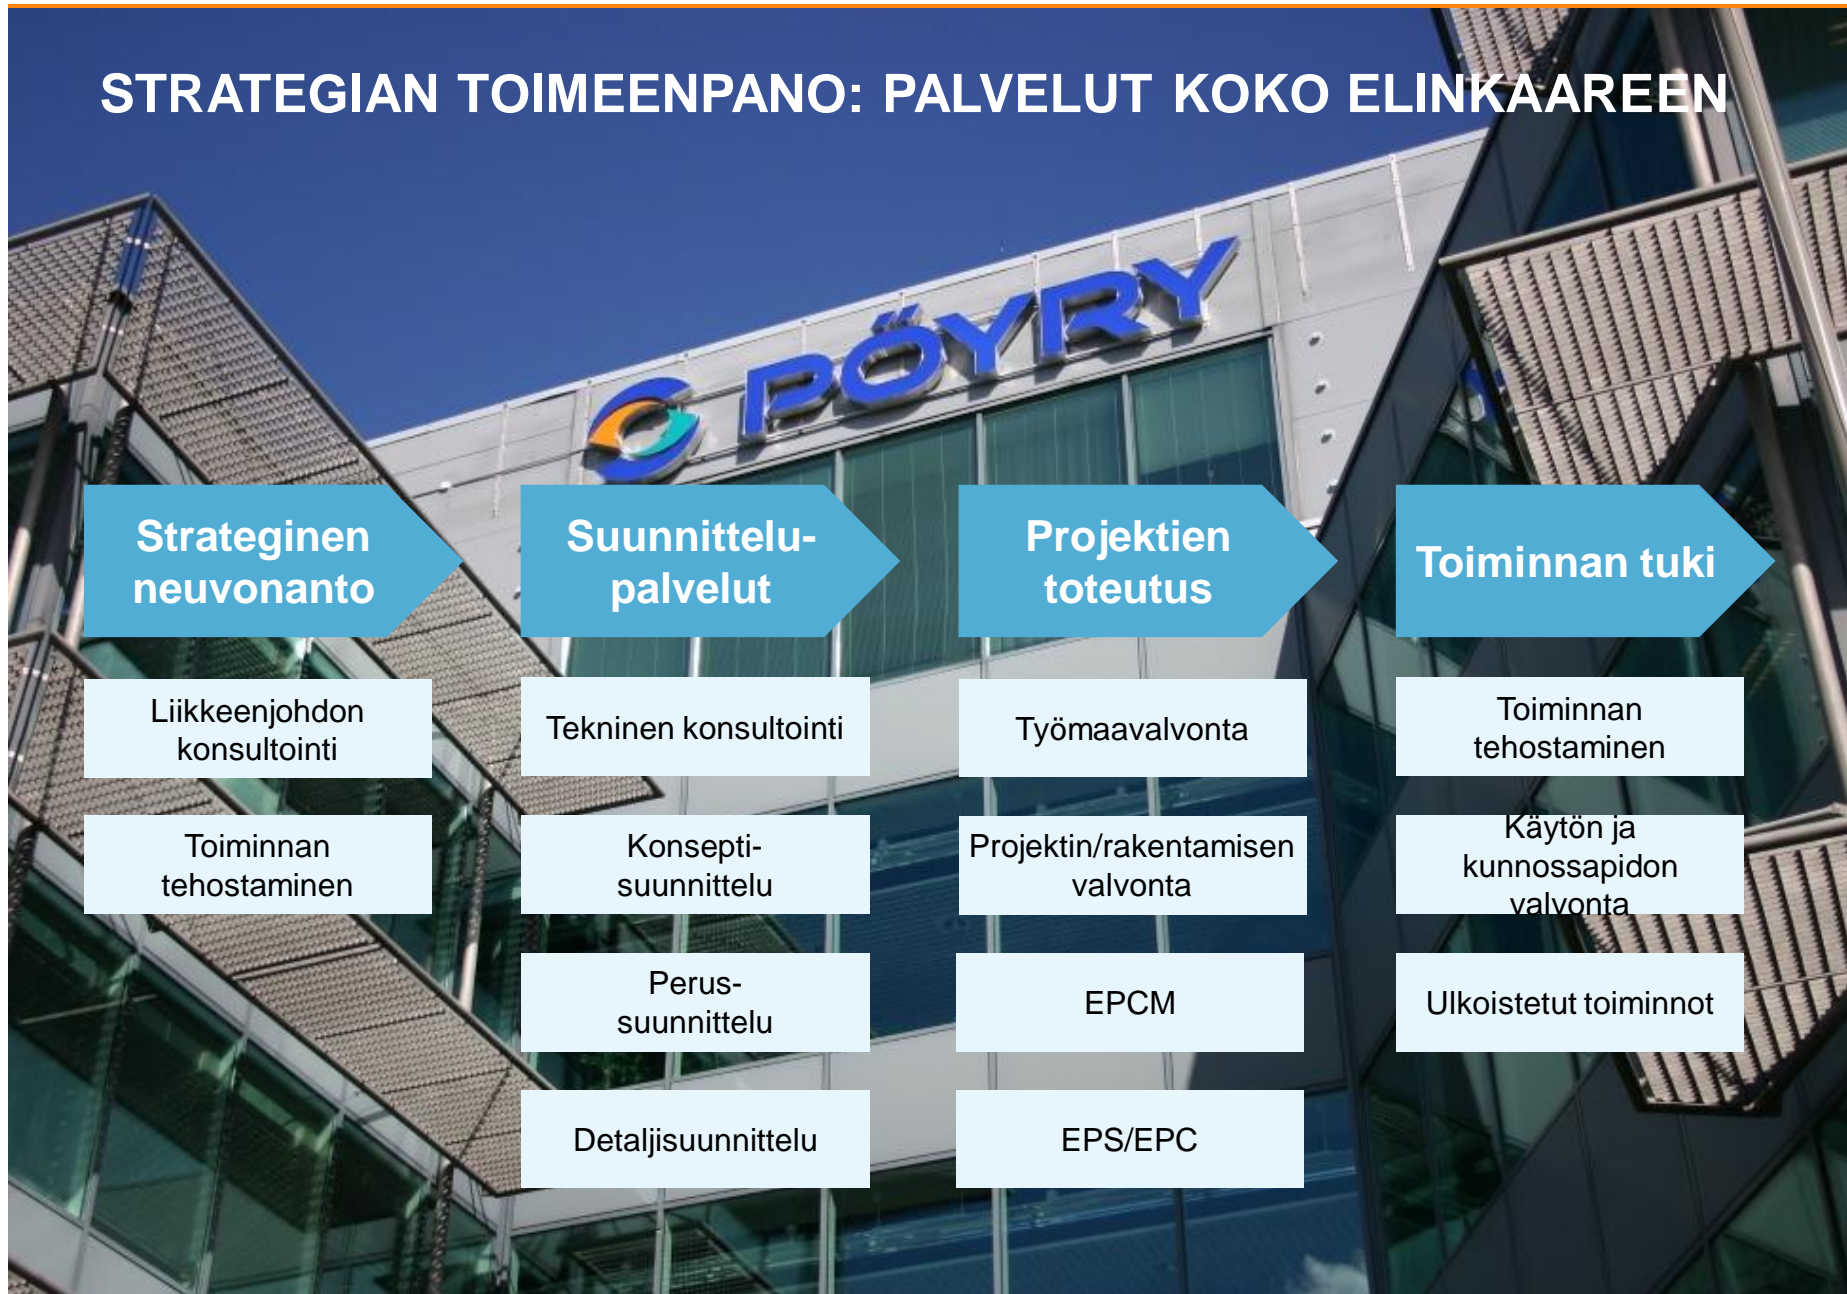 STRATEGIAN TOIMEENPANO: PALVELUT KOKO ELINKAAREEN
PÖYRY
Strateginen
neuvonanto
Liikkeenjohdon
konsultointi
Toiminnan
tehostaminen
Suunnittelu-
palvelut
Tekninen konsultointi
Konsepti-
suunnittelu
Perus-
suunnittelu
Detaljisuunnittelu
Projektien
toteutus
Työmaavalvonta
Projektin/rakentamisen
valvonta
EPCM
EPS/EPC
Toiminnan tuki
Toiminnan
tehostaminen
Käytön ja
kunnossapidon
valvonta
Ulkoistetut toiminnot